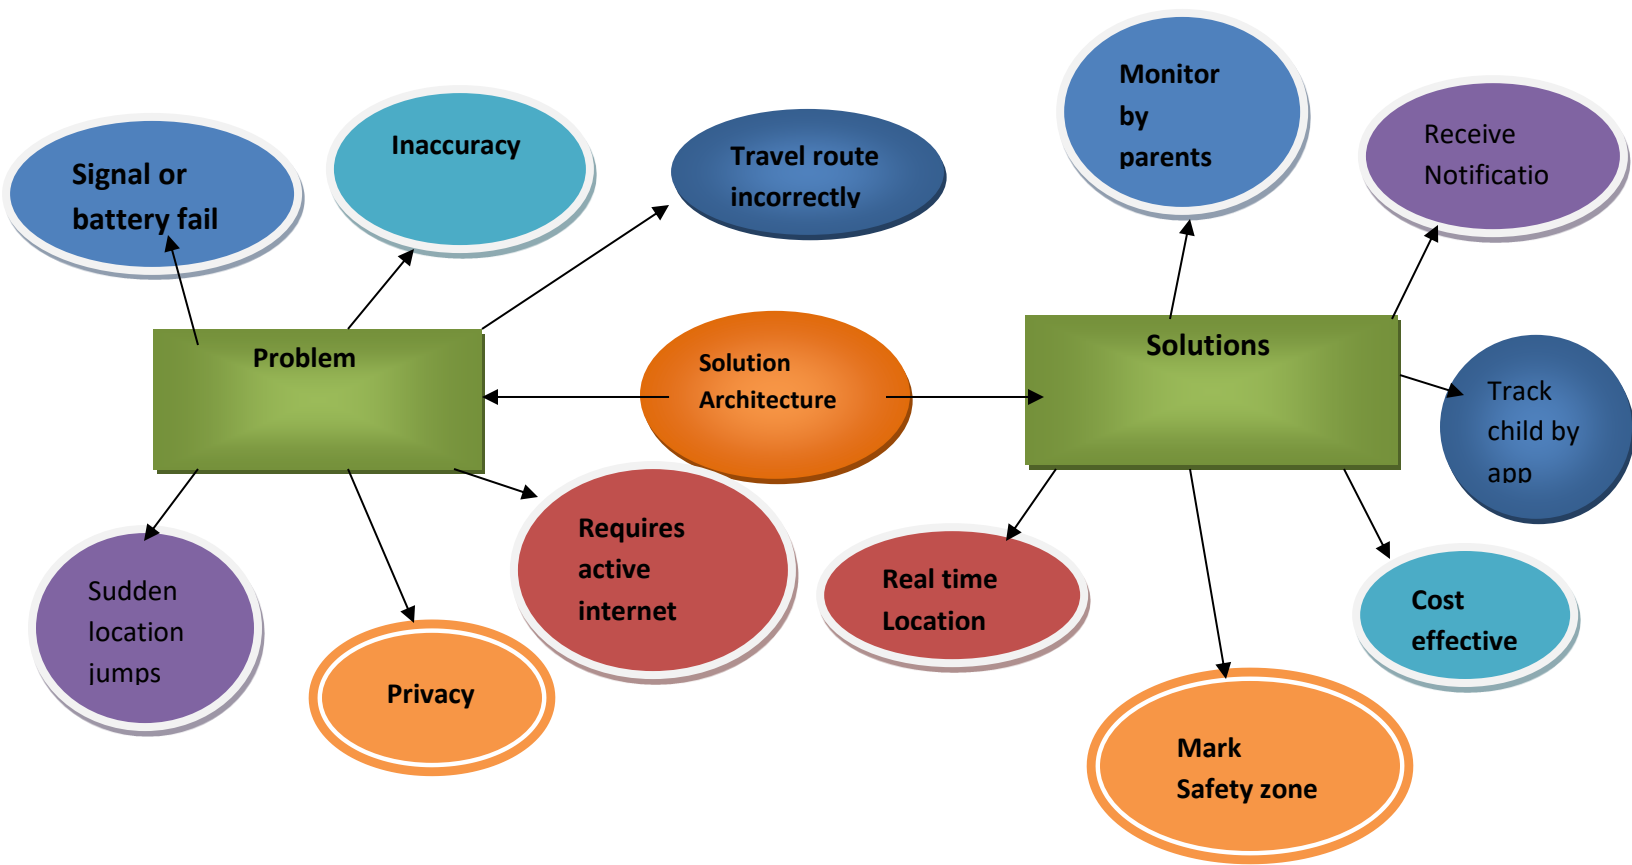 Signal or
battery fail
Inaccuracy
Travel route
incorrectly
Monitor
by
parents
Receive
Notificatio
Problem
Solution
Architecture
Solutions
Track
child by
app
Sudden
location
jumps
Privacy
Requires
active
internet
Real time
Location
Mark
Safety zone
Cost
effective